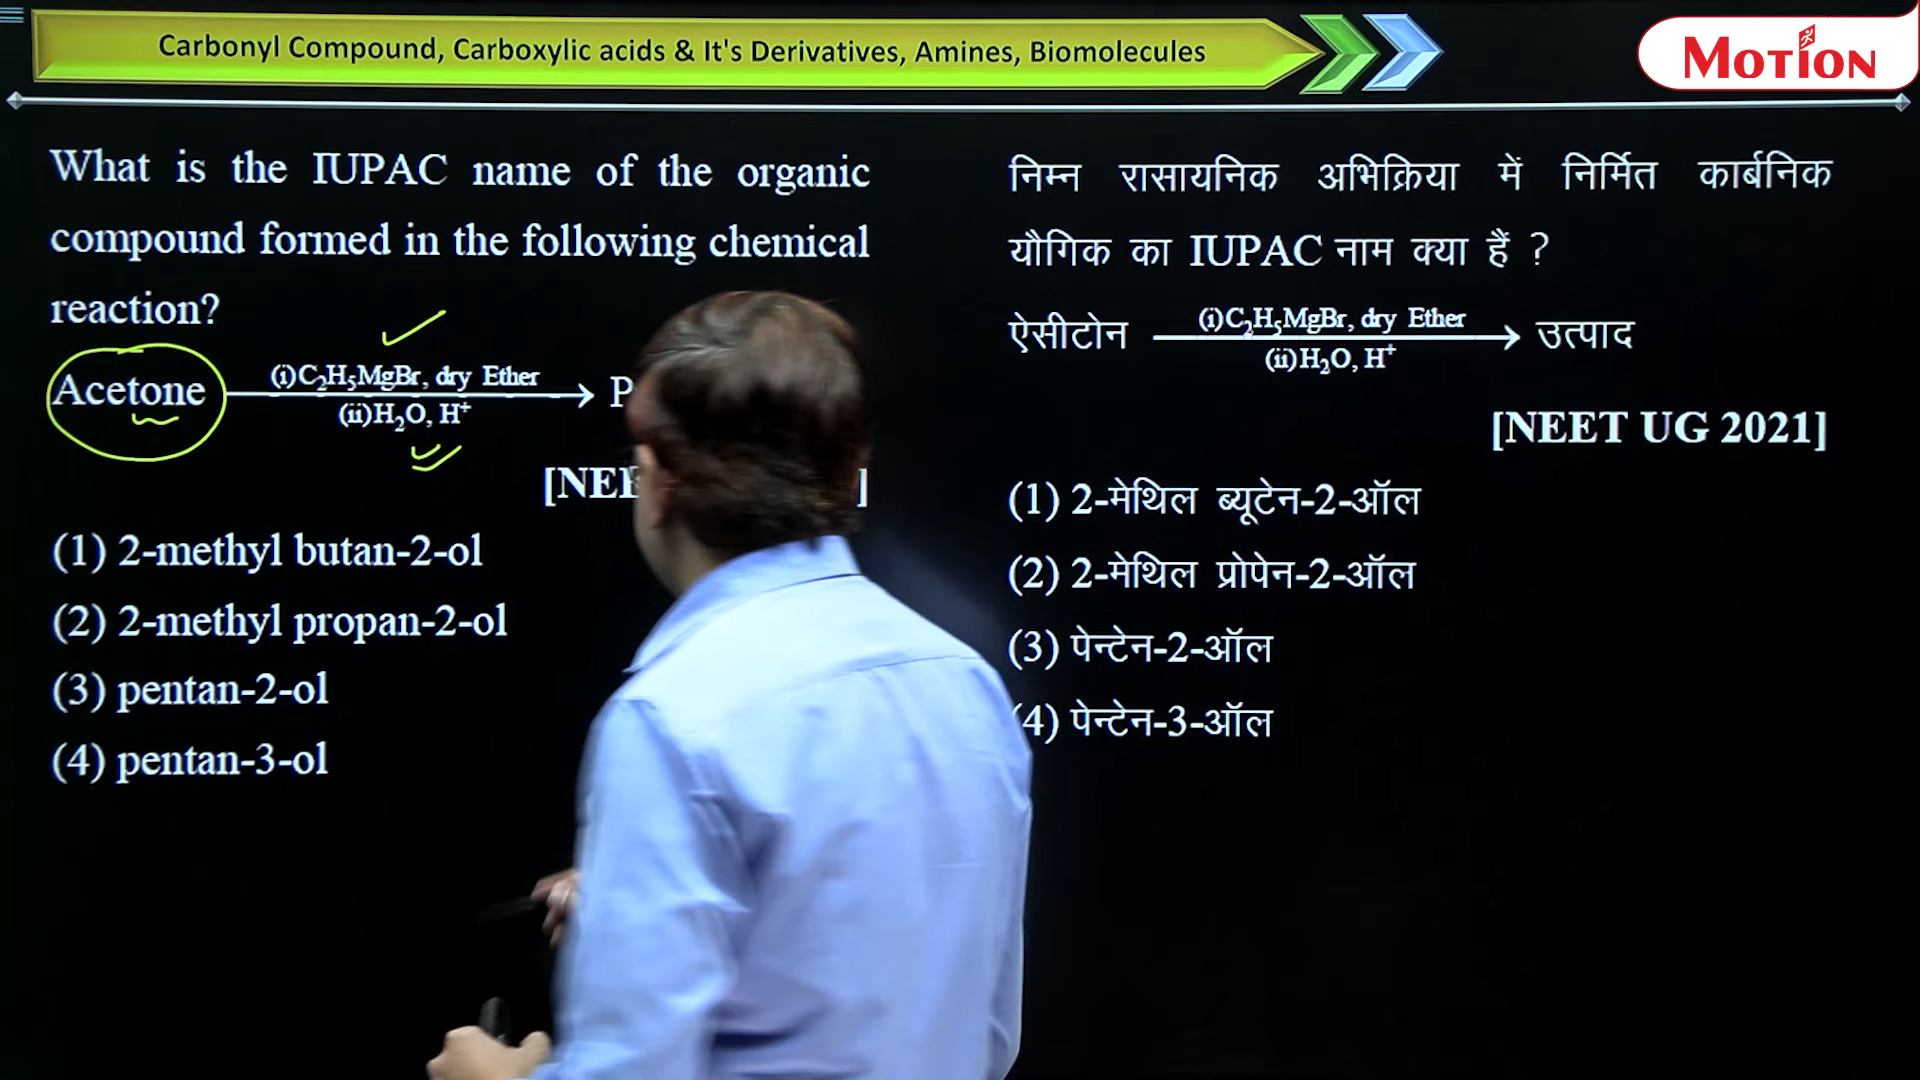 Carbonyl Compound, Carboxylic acids & It's Derivatives, Amines, Biomolecules
MOTION
What is the IUPAC name of the organic
compound formed in the following chemical
reaction?
Acetone (i)C₂H₅MgBr, dry Ether
(ii)H₂O, H⁺
(1) 2-methyl butan-2-ol
(2) 2-methyl propan-2-ol
(3) pentan-2-ol
(4) pentan-3-ol
निम्न रासायनिक अभिक्रिया में निर्मित कार्बनिक
यौगिक का IUPAC नाम क्या हैं ?
ऐसीटोन (i)C₂H₅MgBr, dry Ether उत्पाद
(ii)H₂O, H⁺
[NEET UG 2021]
(1) 2-मेथिल ब्यूटेन-2-ऑल
(2) 2-मेथिल प्रोपेन-2-ऑल
(3) पेन्टेन-2-ऑल
(4) पेन्टेन-3-ऑल